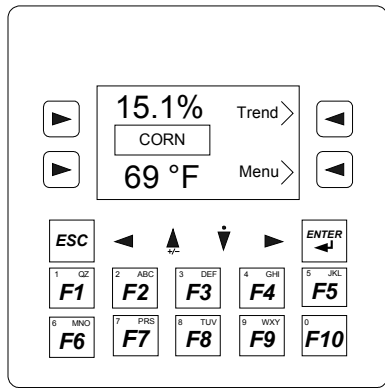 15.1%
Trend
CORN
69 °F
Menu
ESC
+/-
ENTER
1 QZ
F1
2 ABC
F2
3 DEF
F3
4 GHI
F4
5 JKL
F5
6 MNO
F6
7 PRS
F7
8 TUV
F8
9 WXY
F9
0
F10